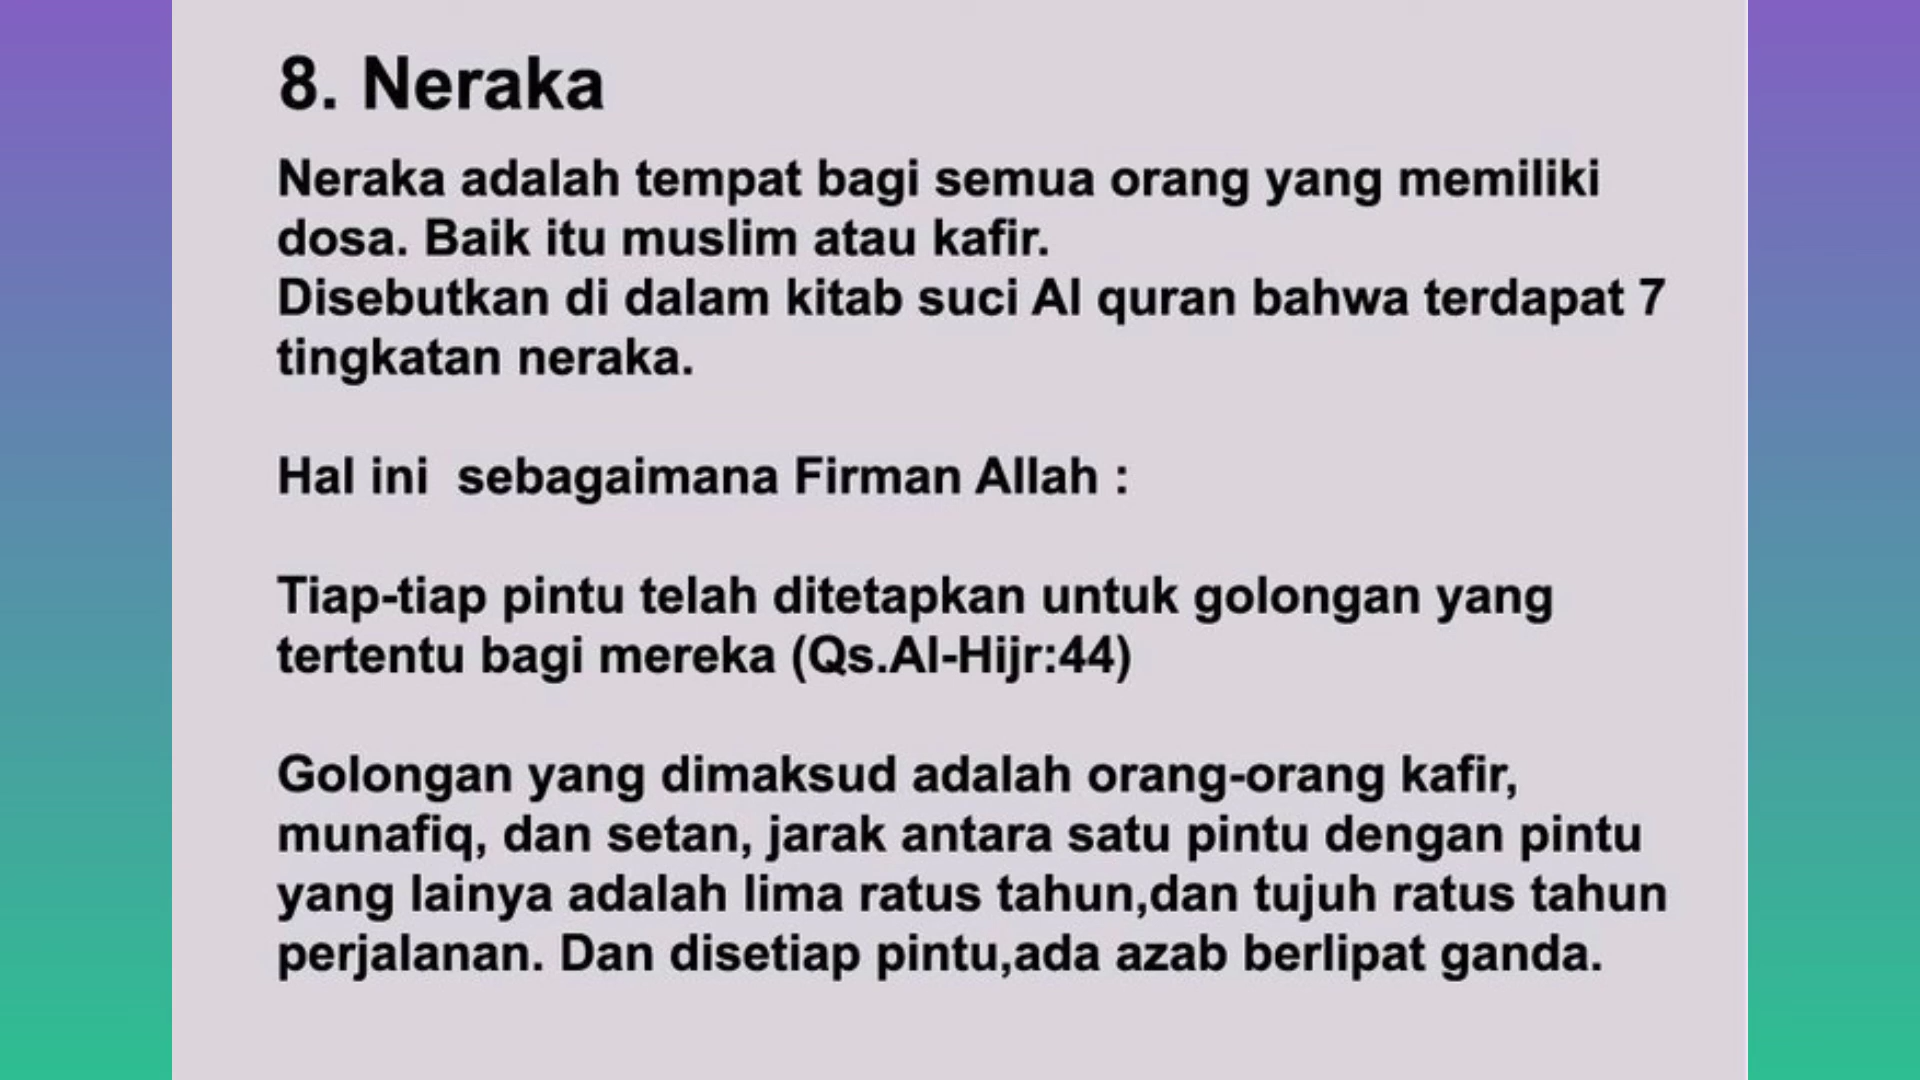 8. Neraka
Neraka adalah tempat bagi semua orang yang memiliki
dosa. Baik itu muslim atau kafir.
Disebutkan di dalam kitab suci Al quran bahwa terdapat 7
tingkatan neraka.
Hal ini  sebagaimana Firman Allah :
Tiap-tiap pintu telah ditetapkan untuk golongan yang
tertentu bagi mereka (Qs.Al-Hijr:44)
Golongan yang dimaksud adalah orang-orang kafir,
munafiq, dan setan, jarak antara satu pintu dengan pintu
yang lainya adalah lima ratus tahun,dan tujuh ratus tahun
perjalanan. Dan disetiap pintu,ada azab berlipat ganda.